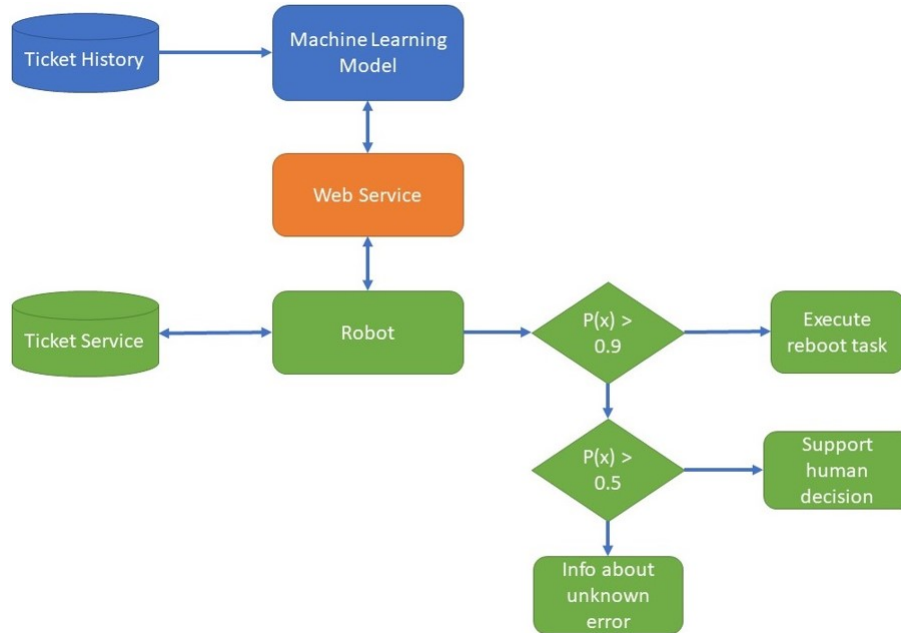 Ticket History
Machine Learning
Model
Web Service
Ticket Service
Robot
P(x) >
0.9
Execute
reboot task
P(x) >
0.5
Support
human
decision
Info about
unknown
error